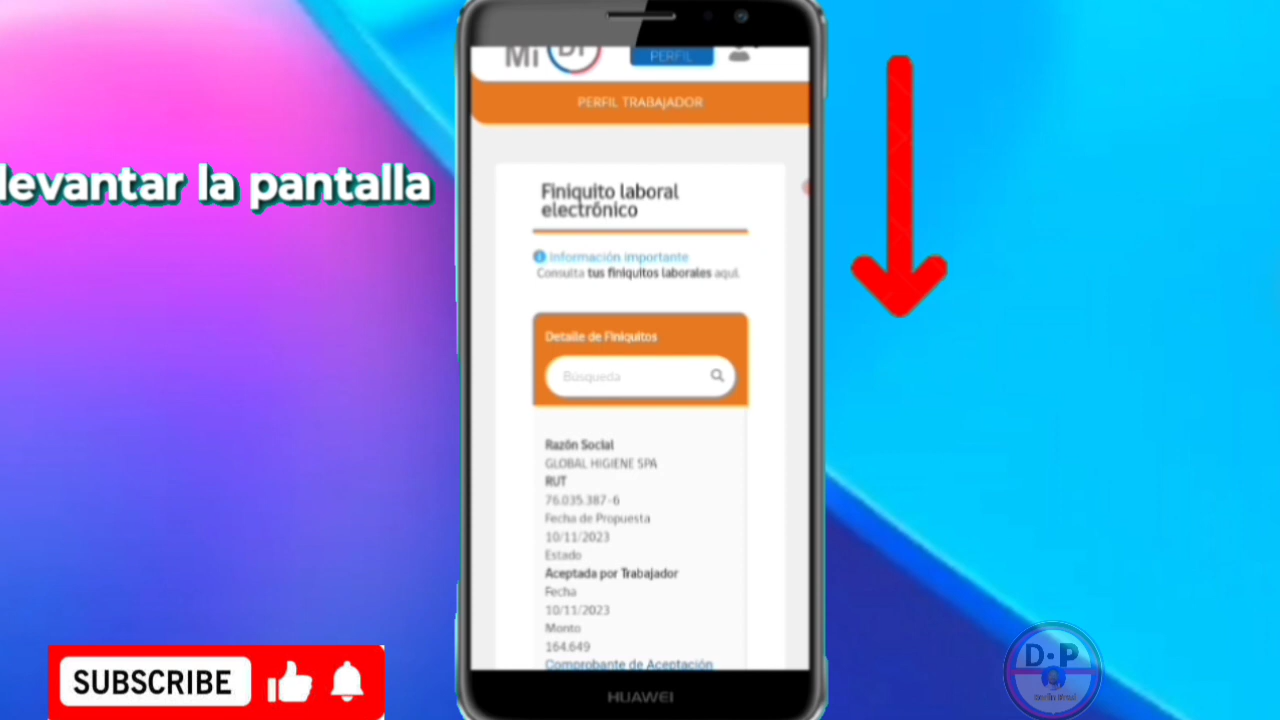 Mi DT
PERFIL
PERFIL TRABAJADOR
levantar la pantalla
Finiquito laboral
electrónico
Información importante
Consulta tus finiquitos laborales aquí.
Detalle de Finiquitos
Búsqueda
Razón Social
GLOBAL HIGIENE SPA
RUT
76.035.387-6
Fecha de Propuesta
10/11/2023
Estado
Aceptada por Trabajador
Fecha
10/11/2023
Monto
164.649
Comprobante de Aceptación
HUAWEI
SUBSCRIBE
D·P